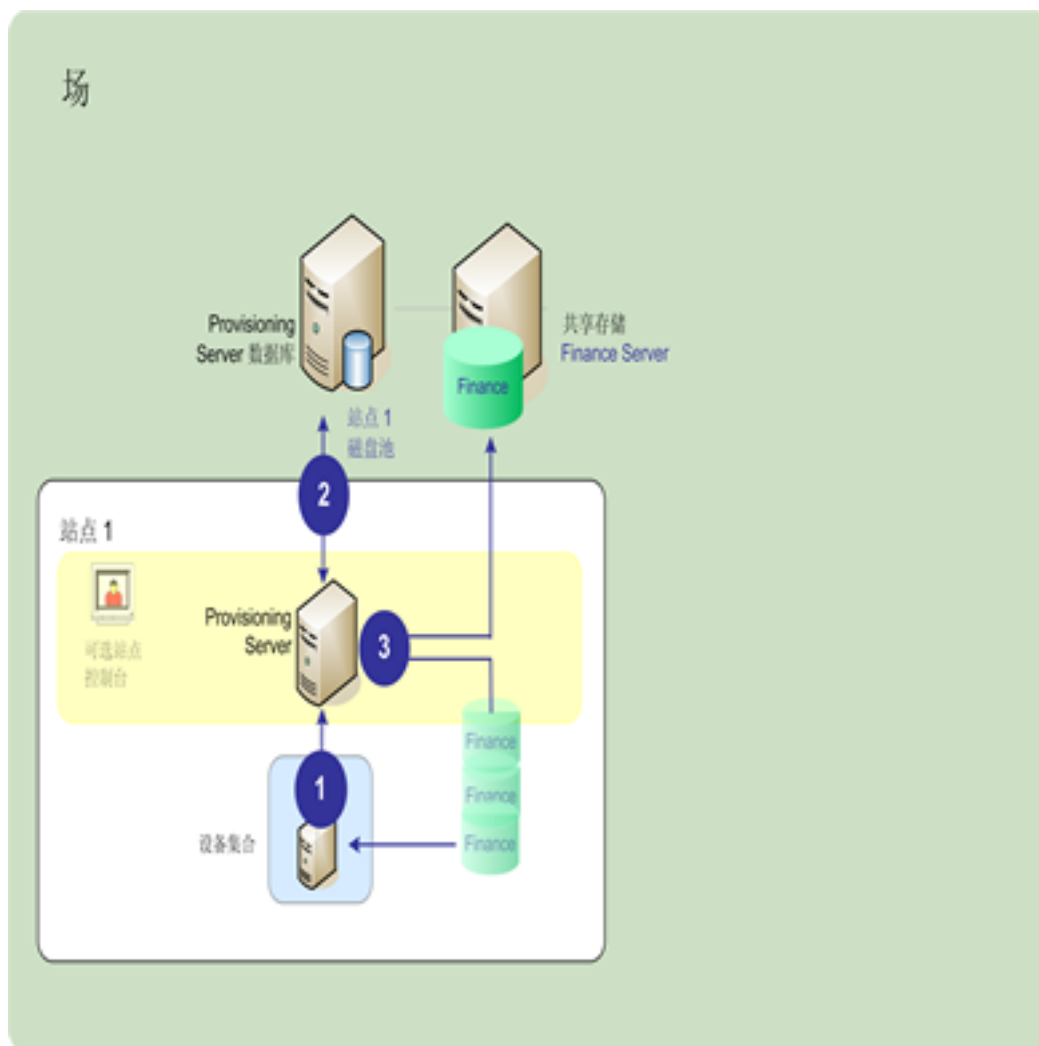 场
Provisioning
Server 数据库
共享存储
Finance Server
Finance
站点 1
磁盘池
2
站点 1
Provisioning
Server
3
可选站点
控制台
Finance
1
Finance
设备集合
Finance